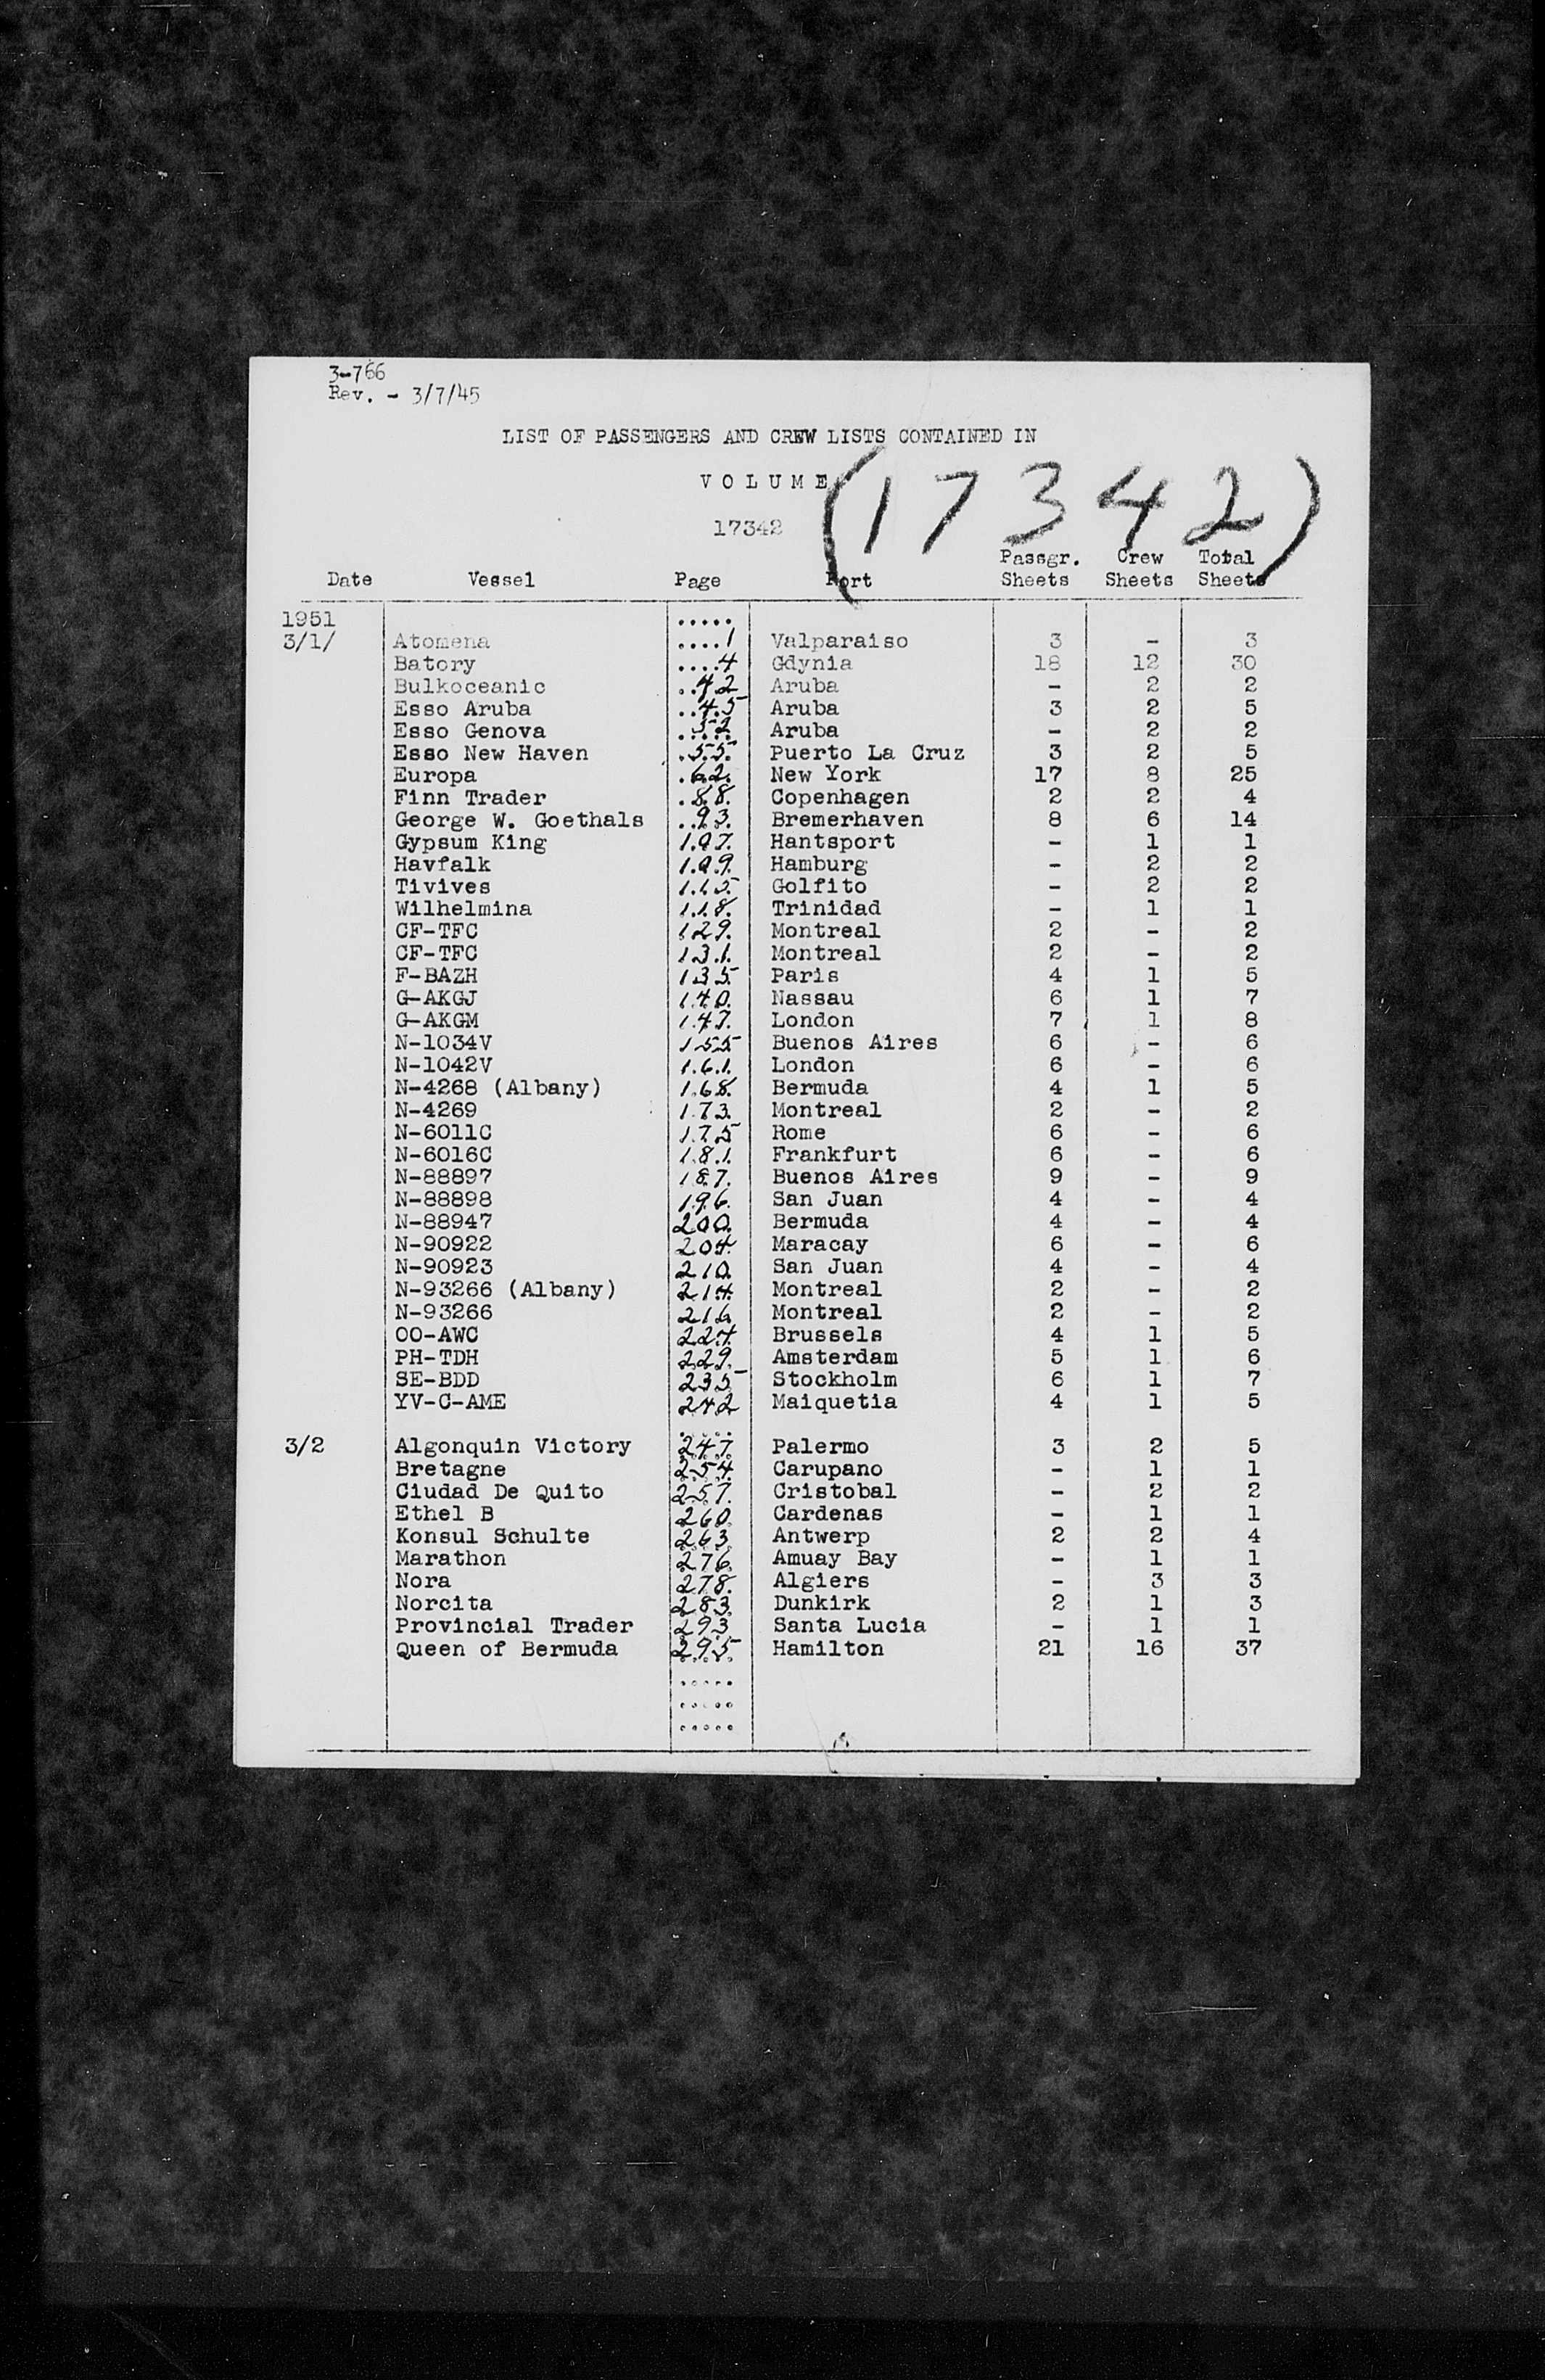 3-766
Rev. - 3/7/45
LIST OF PASSENGERS AND CREW LISTS CONTAINED IN
VOLUME (17342)
17342
Passgr. Crew Total
Date Vessel Page Port Sheets Sheets Sheets
1951 .....
3/1/ Atomena ....1 Valparaiso 3 - 3
Batory ....4 Gdynia 18 12 30
Bulkoceanic ..42 Aruba - 2 2
Esso Aruba ..45 Aruba 3 2 5
Esso Genova 52 Aruba - 2 2
Esso New Haven .55. Puerto La Cruz 3 2 5
Europa .62. New York 17 8 25
Finn Trader .88. Copenhagen 2 2 4
George W. Goethals ..93. Bremerhaven 8 6 14
Gypsum King 107. Hantsport - 1 1
Havfalk 109. Hamburg - 2 2
Tivives 115 Golfito - 2 2
Wilhelmina 118. Trinidad - 1 1
CF-TFC 129. Montreal 2 - 2
CF-TFC 131. Montreal 2 - 2
F-BAZH 135 Paris 4 1 5
G-AKGJ 140. Nassau 6 1 7
G-AKGM 147. London 7 1 8
N-1034V 155 Buenos Aires 6 - 6
N-1042V 161. London 6 - 6
N-4268 (Albany) 168. Bermuda 4 1 5
N-4269 173. Montreal 2 - 2
N-6011C 175 Rome 6 - 6
N-6016C 181. Frankfurt 6 - 6
N-88897 187. Buenos Aires 9 - 9
N-88898 196. San Juan 4 - 4
N-88947 200. Bermuda 4 - 4
N-90922 204. Maracay 6 - 6
N-90923 210. San Juan 4 - 4
N-93266 (Albany) 214. Montreal 2 - 2
N-93266 216 Montreal 2 - 2
OO-AWC 224. Brussels 4 1 5
PH-TDH 229. Amsterdam 5 1 6
SE-BDD 235 Stockholm 6 1 7
YV-C-AME 242 Maiquetia 4 1 5
.....
3/2 Algonquin Victory 247 Palermo 3 2 5
Bretagne 254. Carupano - 1 1
Ciudad De Quito 257. Cristobal - 2 2
Ethel B 260 Cardenas - 1 1
Konsul Schulte 263 Antwerp 2 2 4
Marathon 276 Amuay Bay - 1 1
Nora 278. Algiers - 3 3
Norcita 283 Dunkirk 2 1 3
Provincial Trader 293 Santa Lucia - 1 1
Queen of Bermuda 295 Hamilton 21 16 37
.....
.....
.....